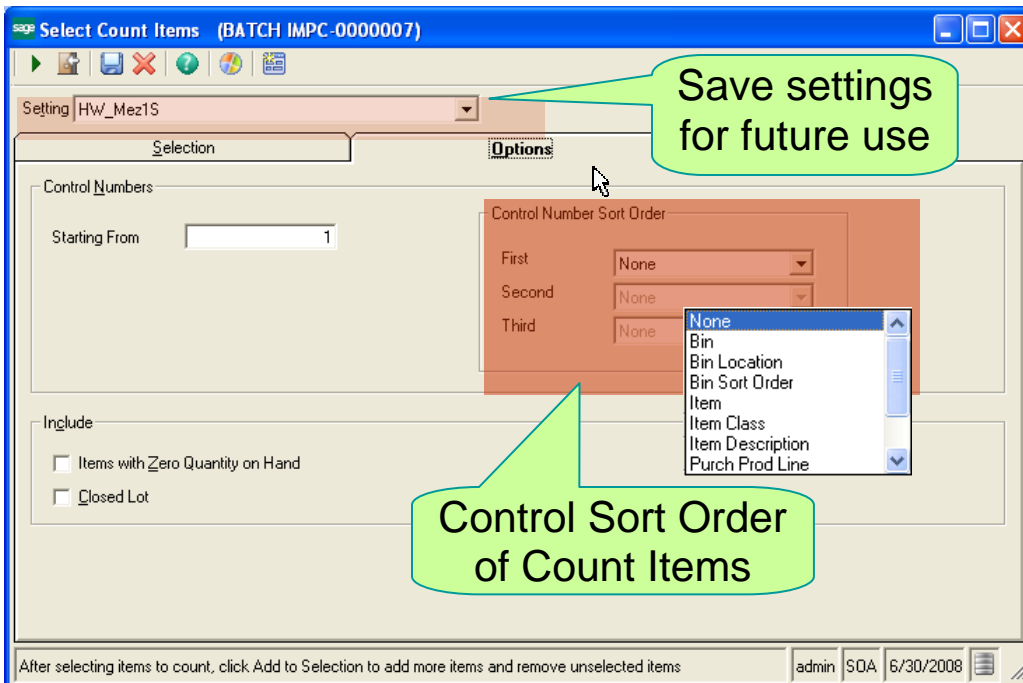 sage Select Count Items (BATCH IMPC-0000007)
Setting HW_Mez1S
Save settings
for future use
Selection
Options
Control Numbers
Starting From 1
Control Number Sort Order
First None
Second None
Third None
None
Bin
Bin Location
Bin Sort Order
Item
Item Class
Item Description
Purch Prod Line
Include
Items with Zero Quantity on Hand
Closed Lot
Control Sort Order
of Count Items
After selecting items to count, click Add to Selection to add more items and remove unselected items admin SOA 6/30/2008